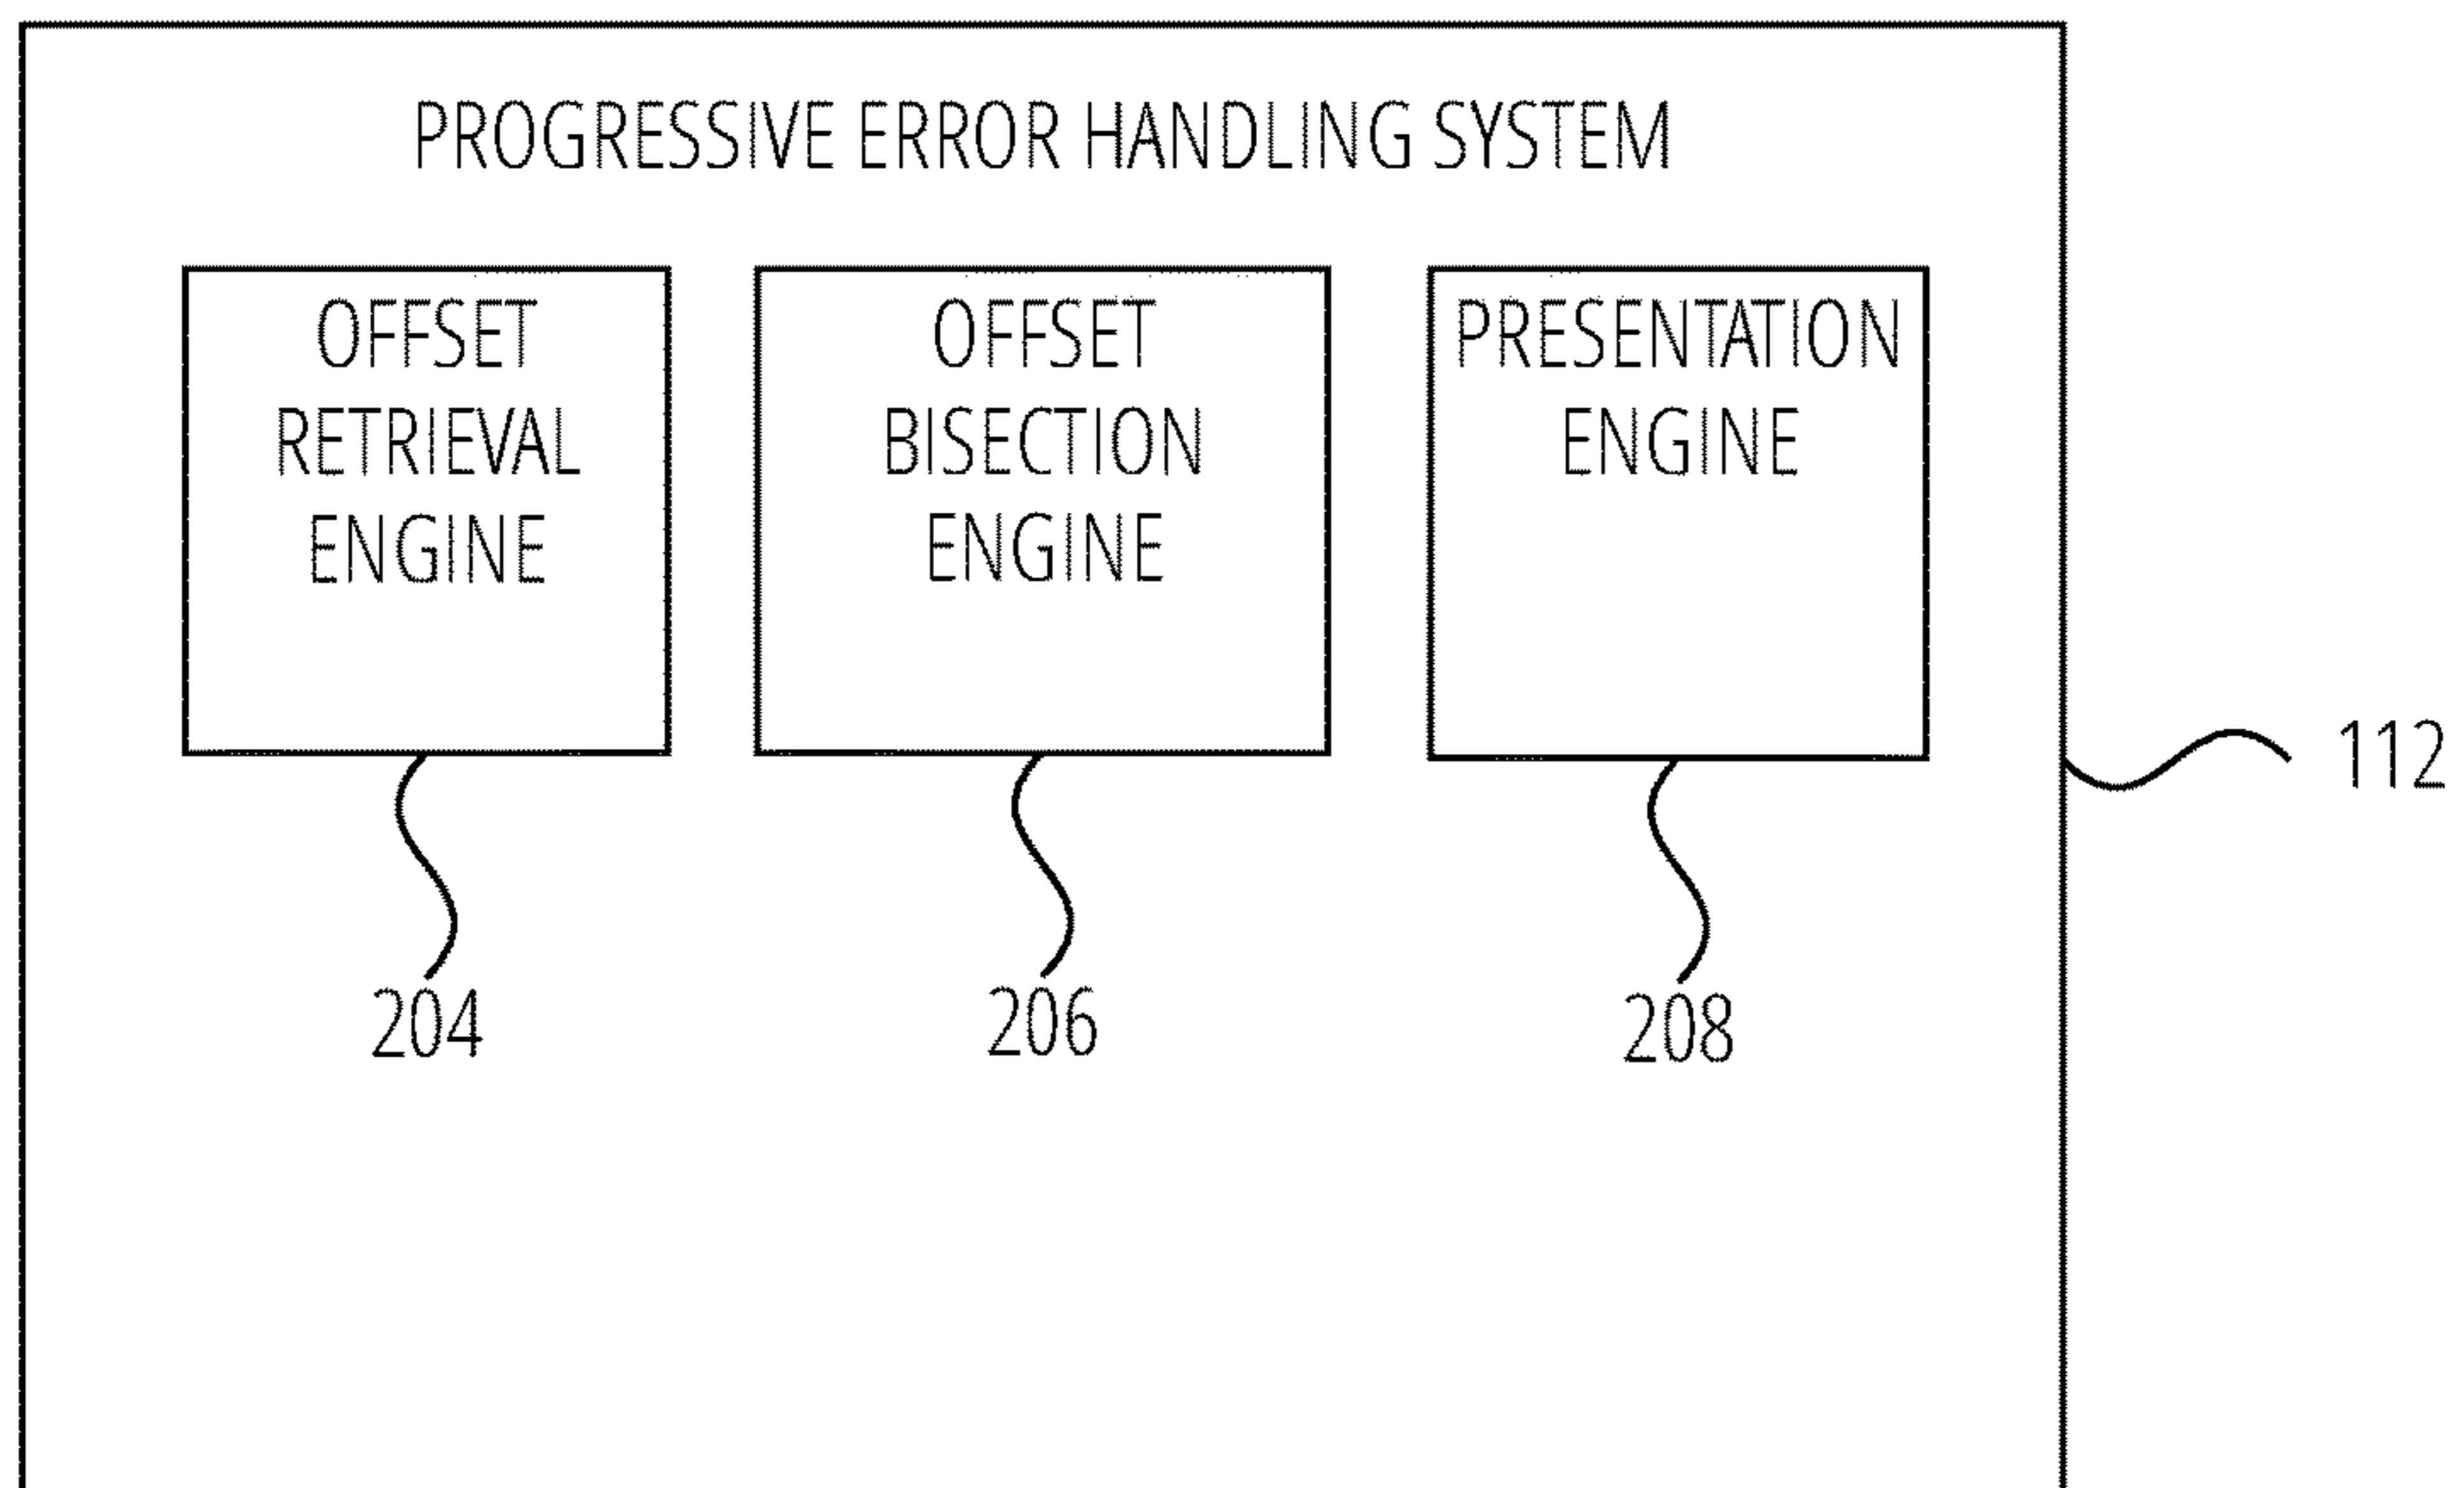 PROGRESSIVE ERROR HANDLING SYSTEM
OFFSET
RETRIEVAL
ENGINE
OFFSET
BISECTION
ENGINE
PRESENTATION
ENGINE
112
204
206
208